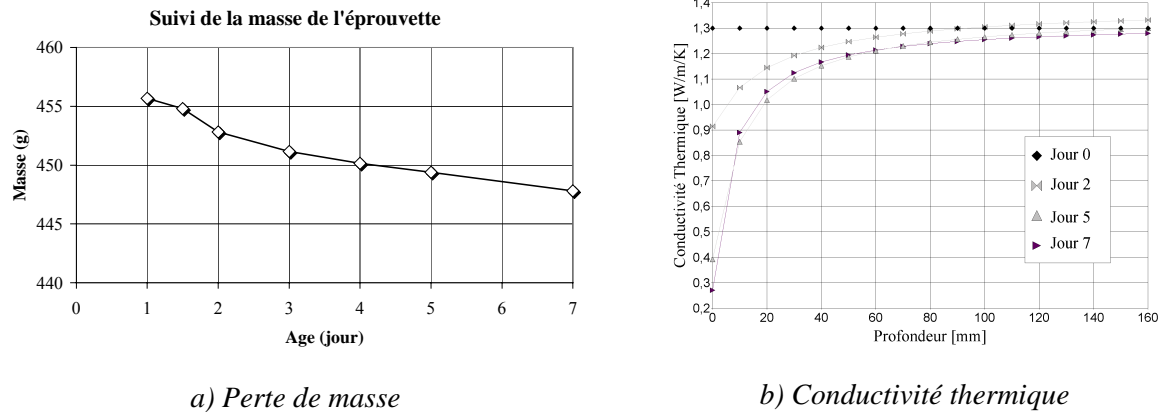 Suivi de la masse de l'éprouvette
460
455
450
445
440
Masse (g)
0 1 2 3 4 5 6 7
Age (jour)
a) Perte de masse
1,4
1,3
1,2
1,1
1,0
0,9
0,8
0,7
0,6
0,5
0,4
0,3
0,2
Conductivité Thermique [W/m/K]
Jour 0
Jour 2
Jour 5
Jour 7
0 20 40 60 80 100 120 140 160
Profondeur [mm]
b) Conductivité thermique